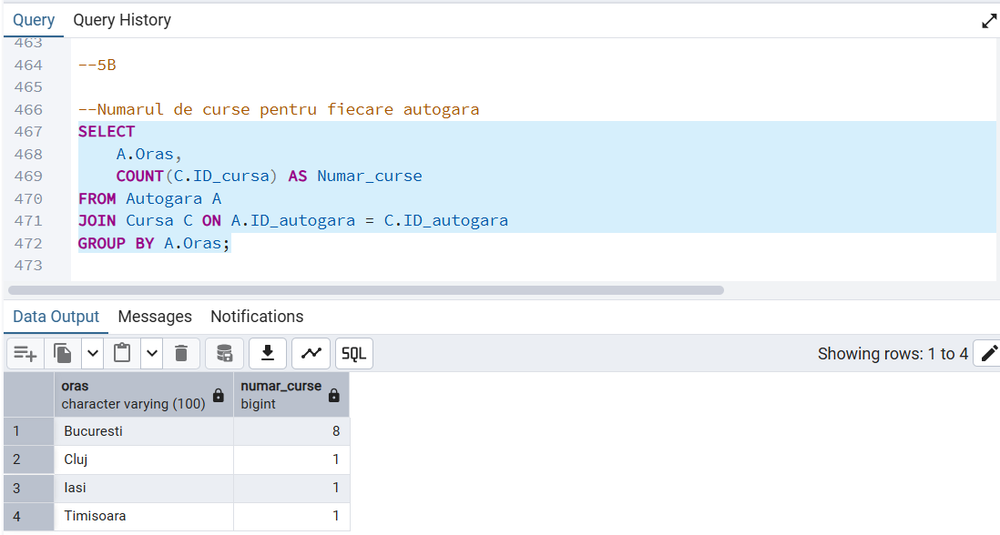 Query Query History
463
464 --5B
465
466 --Numarul de curse pentru fiecare autogara
467 SELECT
468 A.Oras,
469 COUNT(C.ID_cursa) AS Numar_curse
470 FROM Autogara A
471 JOIN Cursa C ON A.ID_autogara = C.ID_autogara
472 GROUP BY A.Oras;
473
Data Output Messages Notifications
SQL Showing rows: 1 to 4
oras numar_curse
character varying (100) bigint
1 Bucuresti 8
2 Cluj 1
3 Iasi 1
4 Timisoara 1